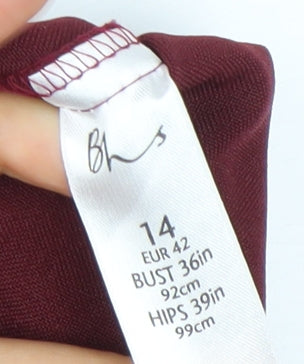 Bhs
14
EUR 42
BUST 36in
92cm
HIPS 39in
99cm